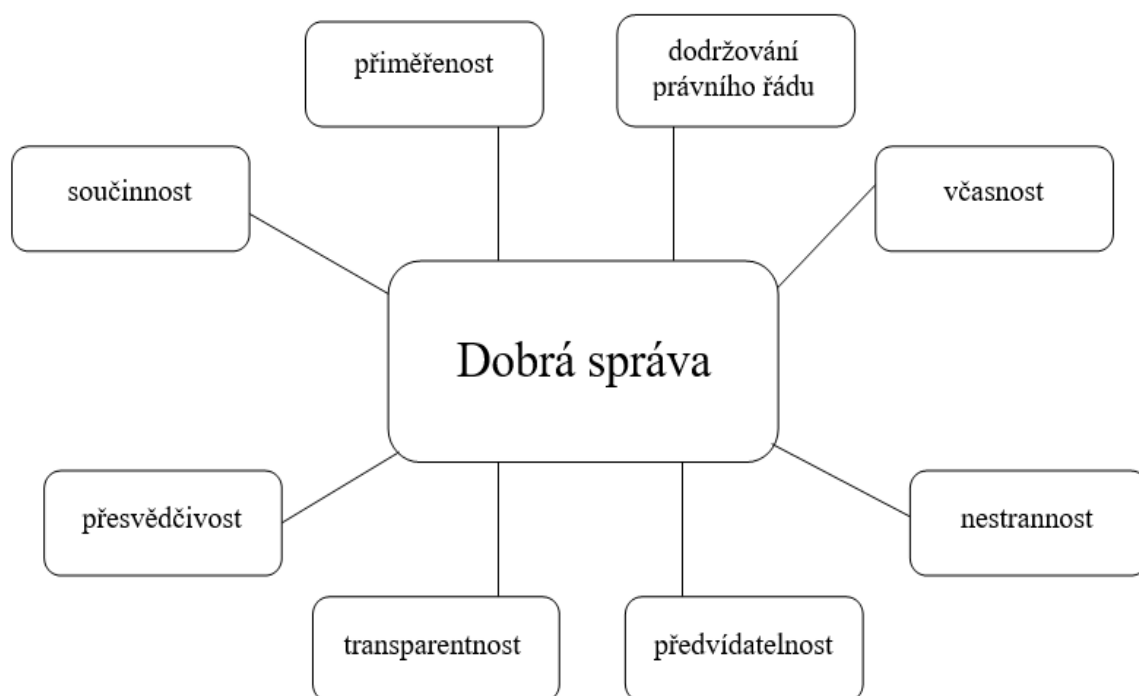 přiměřenost
dodržování
právního řádu
součinnost
včasnost
Dobrá správa
přesvědčivost
nestrannost
transparentnost
předvídatelnost